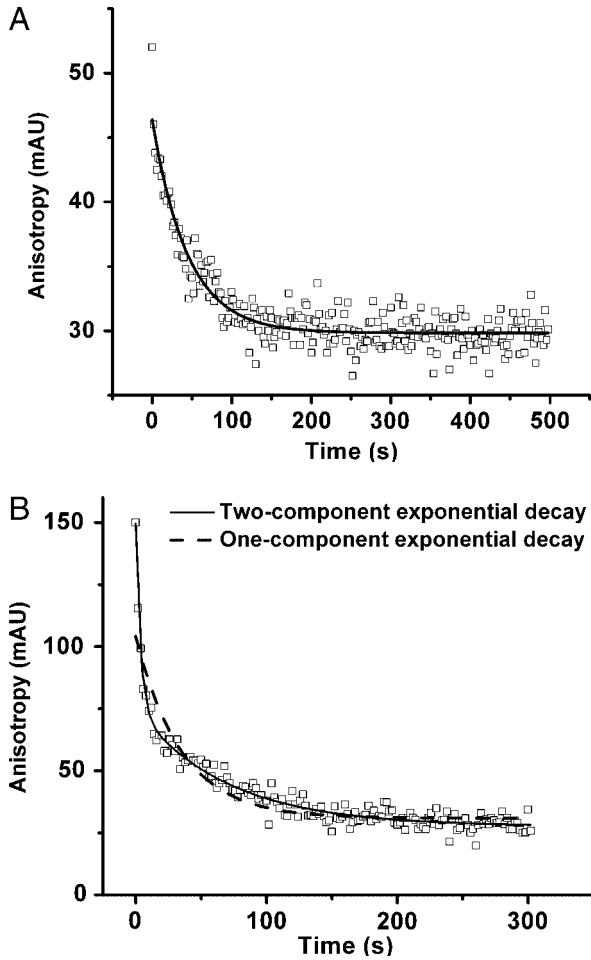 A
50
40
30
Anisotropy (mAU)
0 100 200 300 400 500
Time (s)
B
Two-component exponential decay
One-component exponential decay
150
100
50
0
Anisotropy (mAU)
0 100 200 300
Time (s)